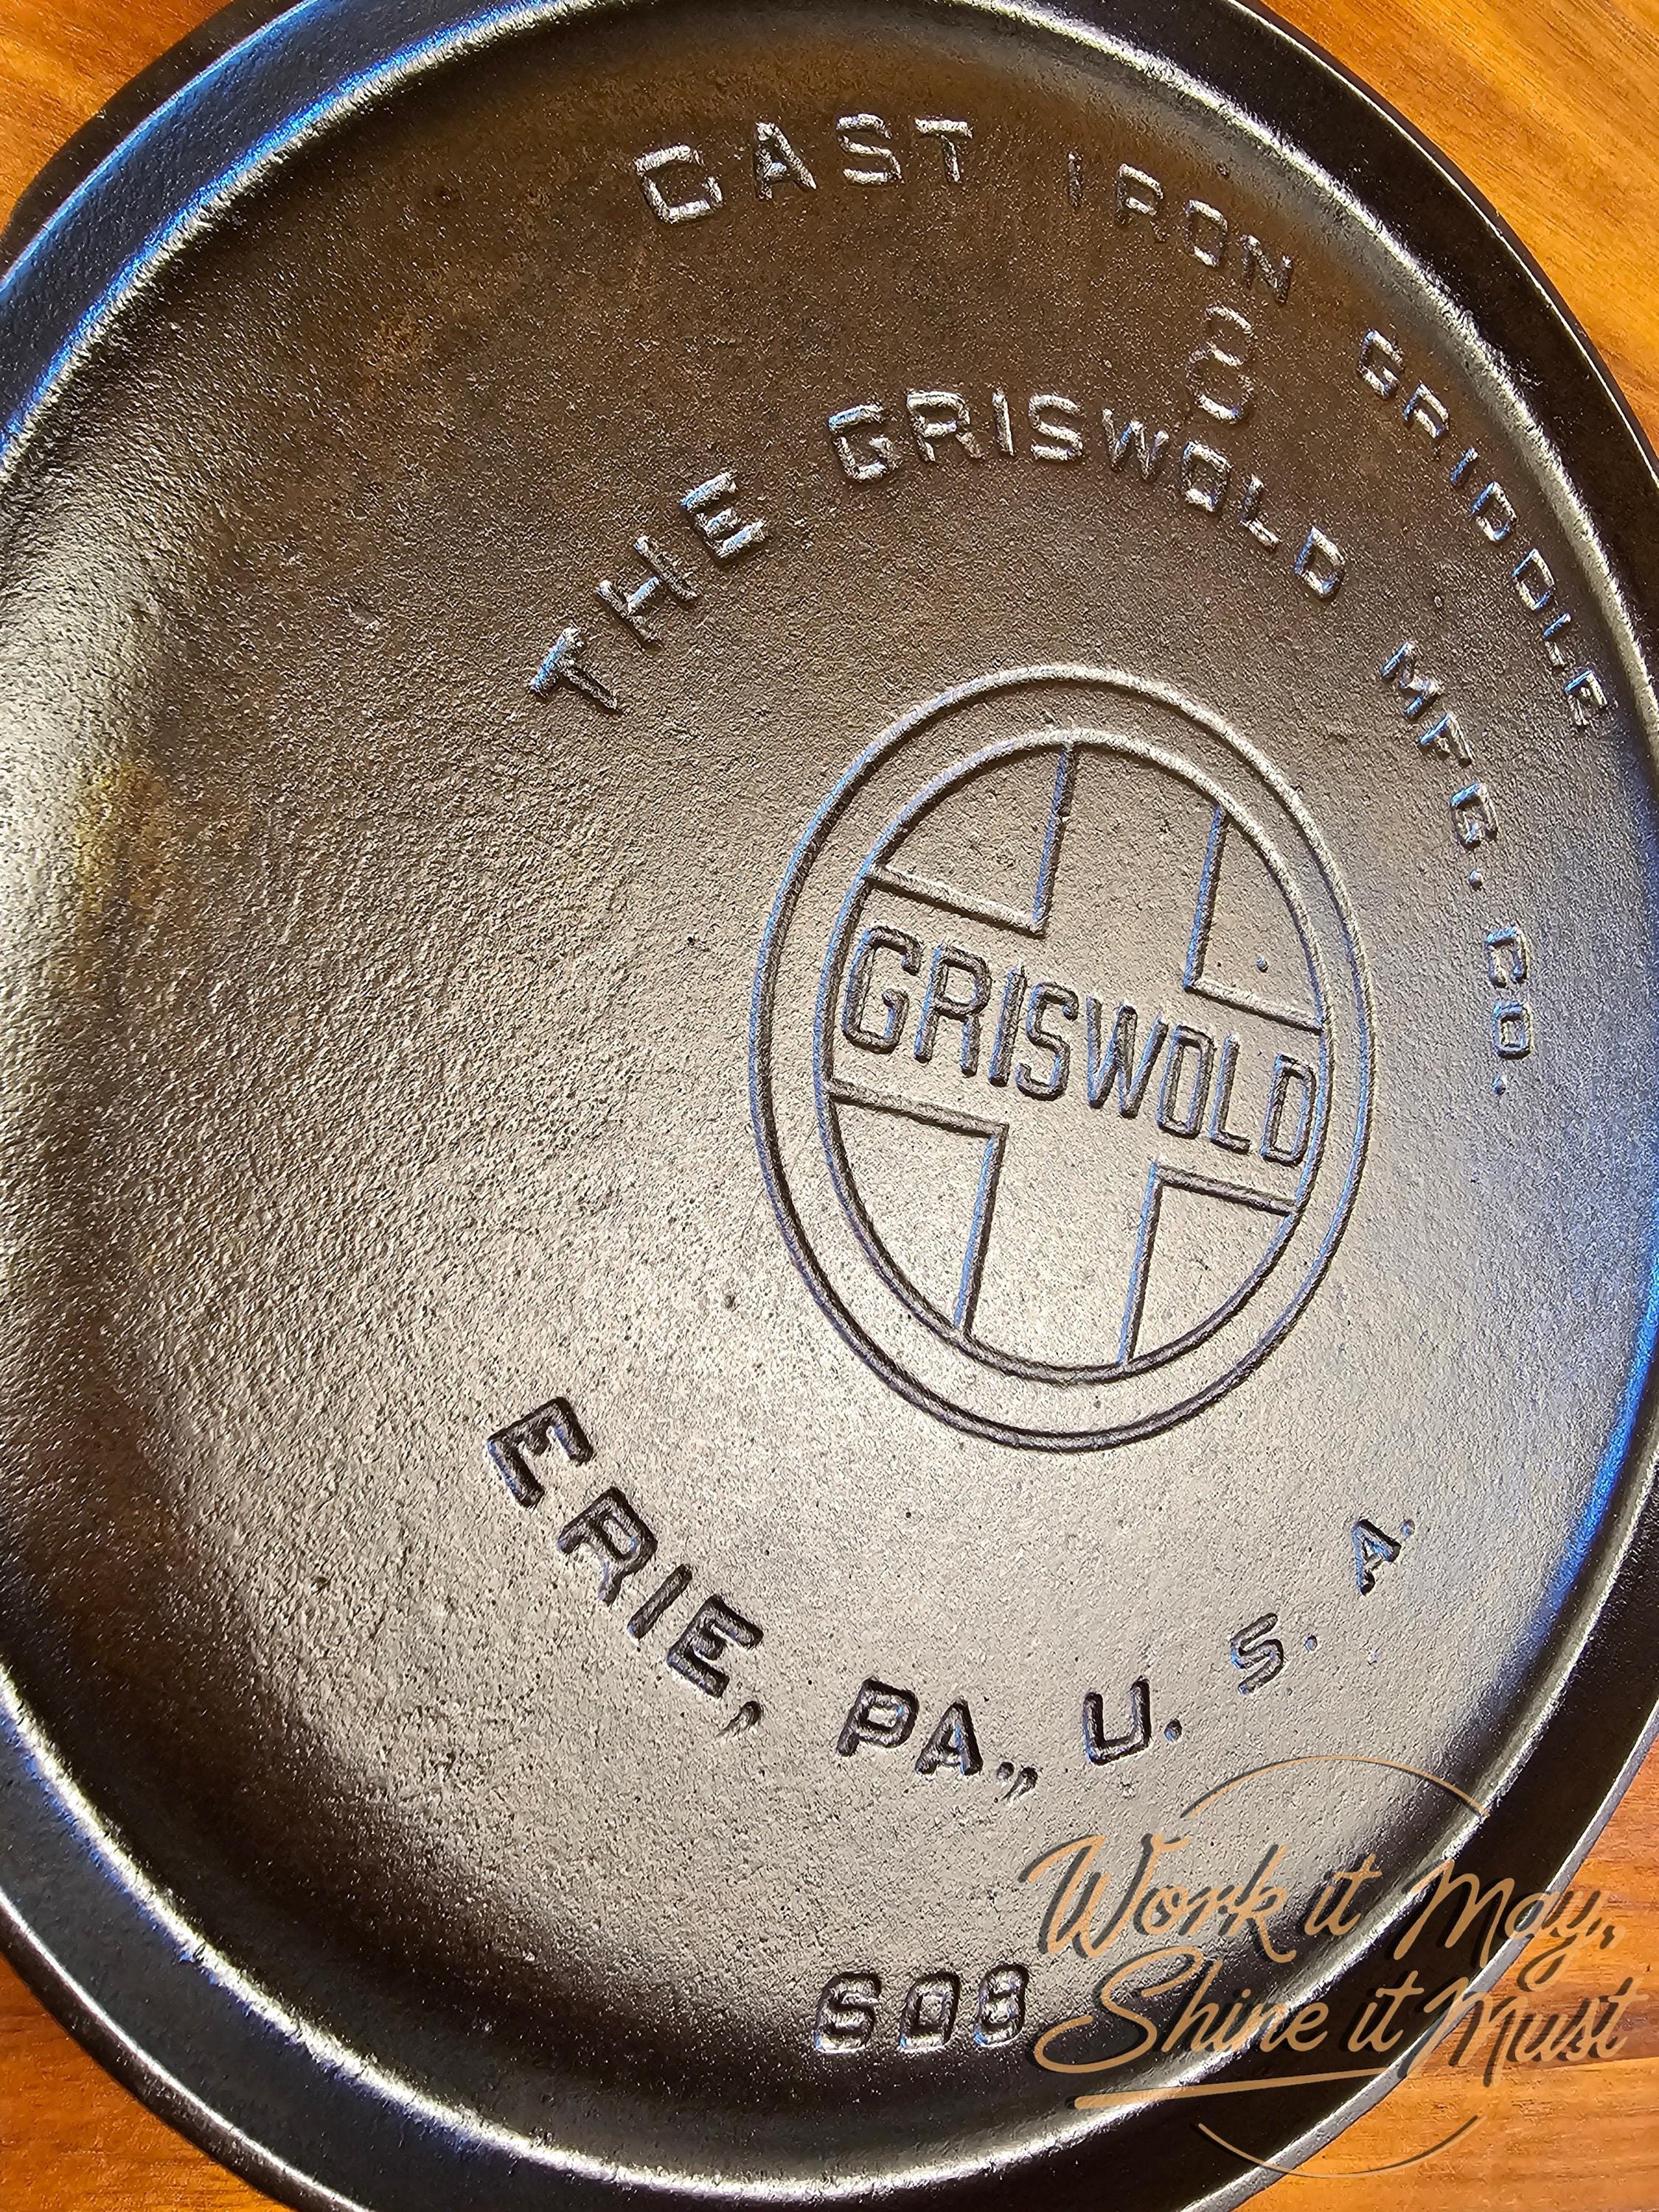 CAST IRON GRIDDLE
8
THE GRISWOLD MFG. CO.
GRISWOLD
ERIE, PA., U. S. A.
608
Work it May,
Shine it Must